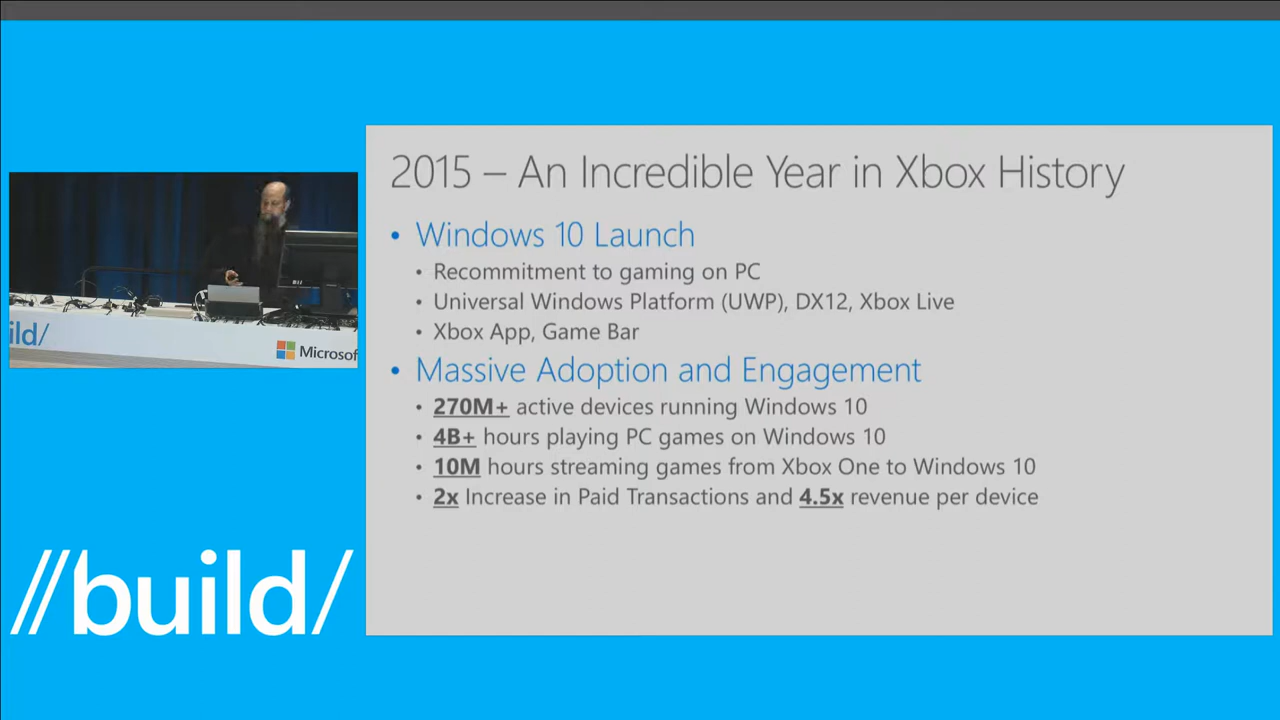 2015 – An Incredible Year in Xbox History
• Windows 10 Launch
• Recommitment to gaming on PC
• Universal Windows Platform (UWP), DX12, Xbox Live
• Xbox App, Game Bar
• Massive Adoption and Engagement
• 270M+ active devices running Windows 10
• 4B+ hours playing PC games on Windows 10
• 10M hours streaming games from Xbox One to Windows 10
• 2x Increase in Paid Transactions and 4.5x revenue per device
ild/
Microsof
//build/